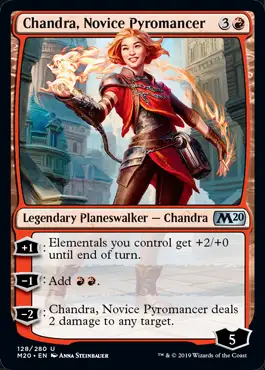 Chandra, Novice Pyromancer 3
Legendary Planeswalker — Chandra M20
+1 : Elementals you control get +2/+0
until end of turn.
-1 : Add
-2 : Chandra, Novice Pyromancer deals
2 damage to any target.
5
128/280 U
M20 • EN Anna Steinbauer ™ & © 2019 Wizards of the Coast